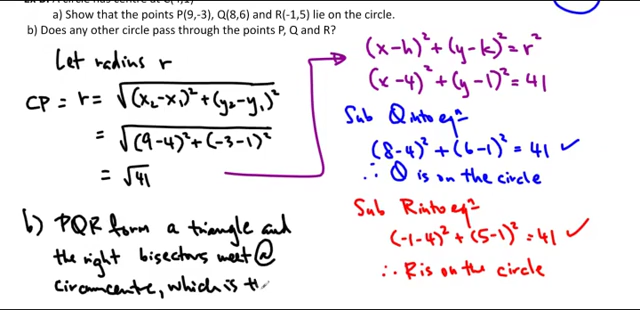 a) Show that the points P(9,-3), Q(8,6) and R(-1,5) lie on the circle.
b) Does any other circle pass through the points P, Q and R?
Let radius r
CP = r = √(x₂-x₁)²+(y₂-y₁)²
= √(9-4)²+(-3-1)²
= √41
b) PQR form a triangle and
the right bisectors meet @
circumcente, which is th
(x-h)²+(y-k)²=r²
(x-4)²+(y-1)²=41
Sub Q into eqⁿ
(8-4)²+(6-1)²=41 ✓
∴ Q is on the circle
Sub R into eqⁿ
(-1-4)²+(5-1)²=41 ✓
∴ R is on the circle